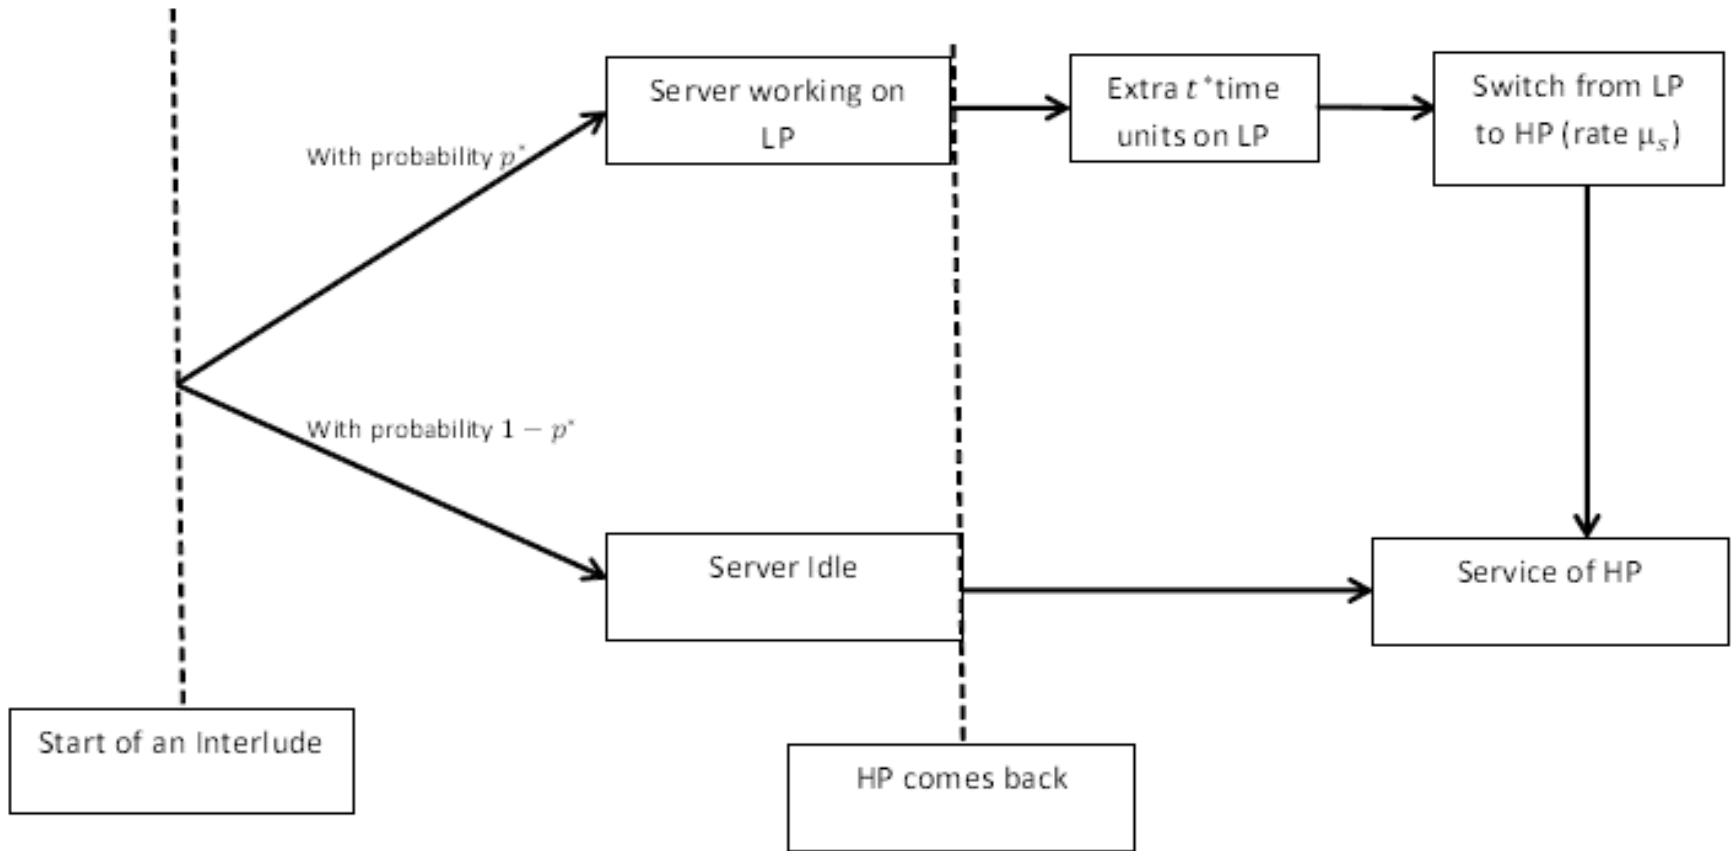 Server working on
LP
Extra t* time
units on LP
Switch from LP
to HP (rate μₛ)
With probability p*
With probability 1 − p*
Server Idle
Service of HP
Start of an Interlude
HP comes back